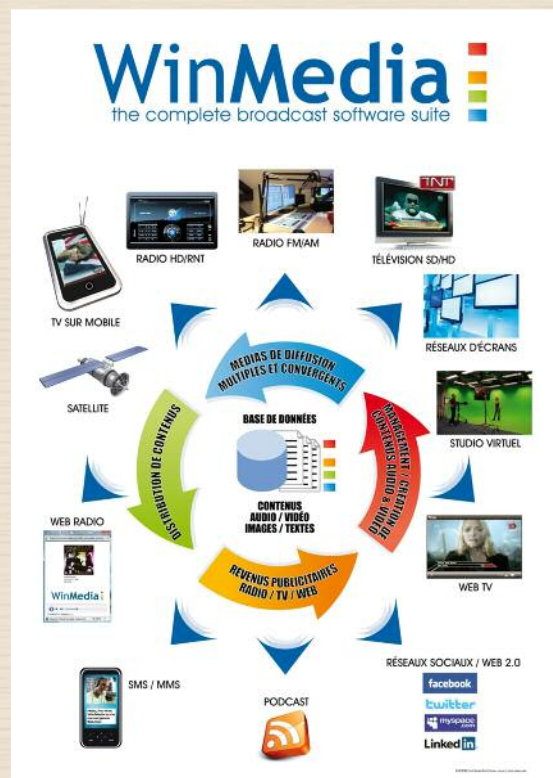 WinMedia
the complete broadcast software suite
RADIO HD/RNT
RADIO FM/AM
TNT
TÉLÉVISION SD/HD
TV SUR MOBILE
RÉSEAUX D'ÉCRANS
SATELLITE
STUDIO VIRTUEL
MEDIAS DE DIFFUSION
MULTIPLES ET CONVERGENTS
DISTRIBUTION DE CONTENUS
BASE DE DONNÉES
CONTENUS
AUDIO / VIDÉO
IMAGES / TEXTES
MANAGEMENT / CRÉATION DE
CONTENUS AUDIO & VIDÉO
REVENUS PUBLICITAIRES
RADIO / TV / WEB
WEB RADIO
WinMedia
WEB TV
SMS / MMS
PODCAST
RÉSEAUX SOCIAUX / WEB 2.0
facebook
twitter
myspace.com
Linked in